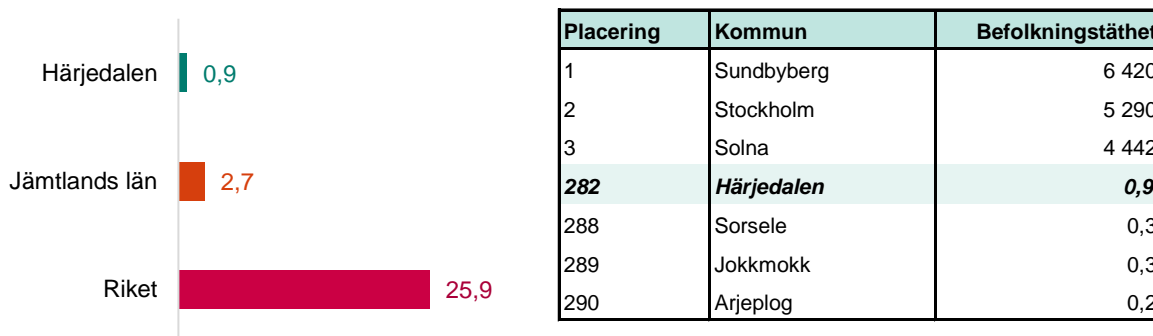 Härjedalen 0,9
Jämtlands län 2,7
Riket 25,9
Placering Kommun Befolkningstäthet
1 Sundbyberg 6 420
2 Stockholm 5 290
3 Solna 4 442
282 Härjedalen 0,9
288 Sorsele 0,3
289 Jokkmokk 0,3
290 Arjeplog 0,2